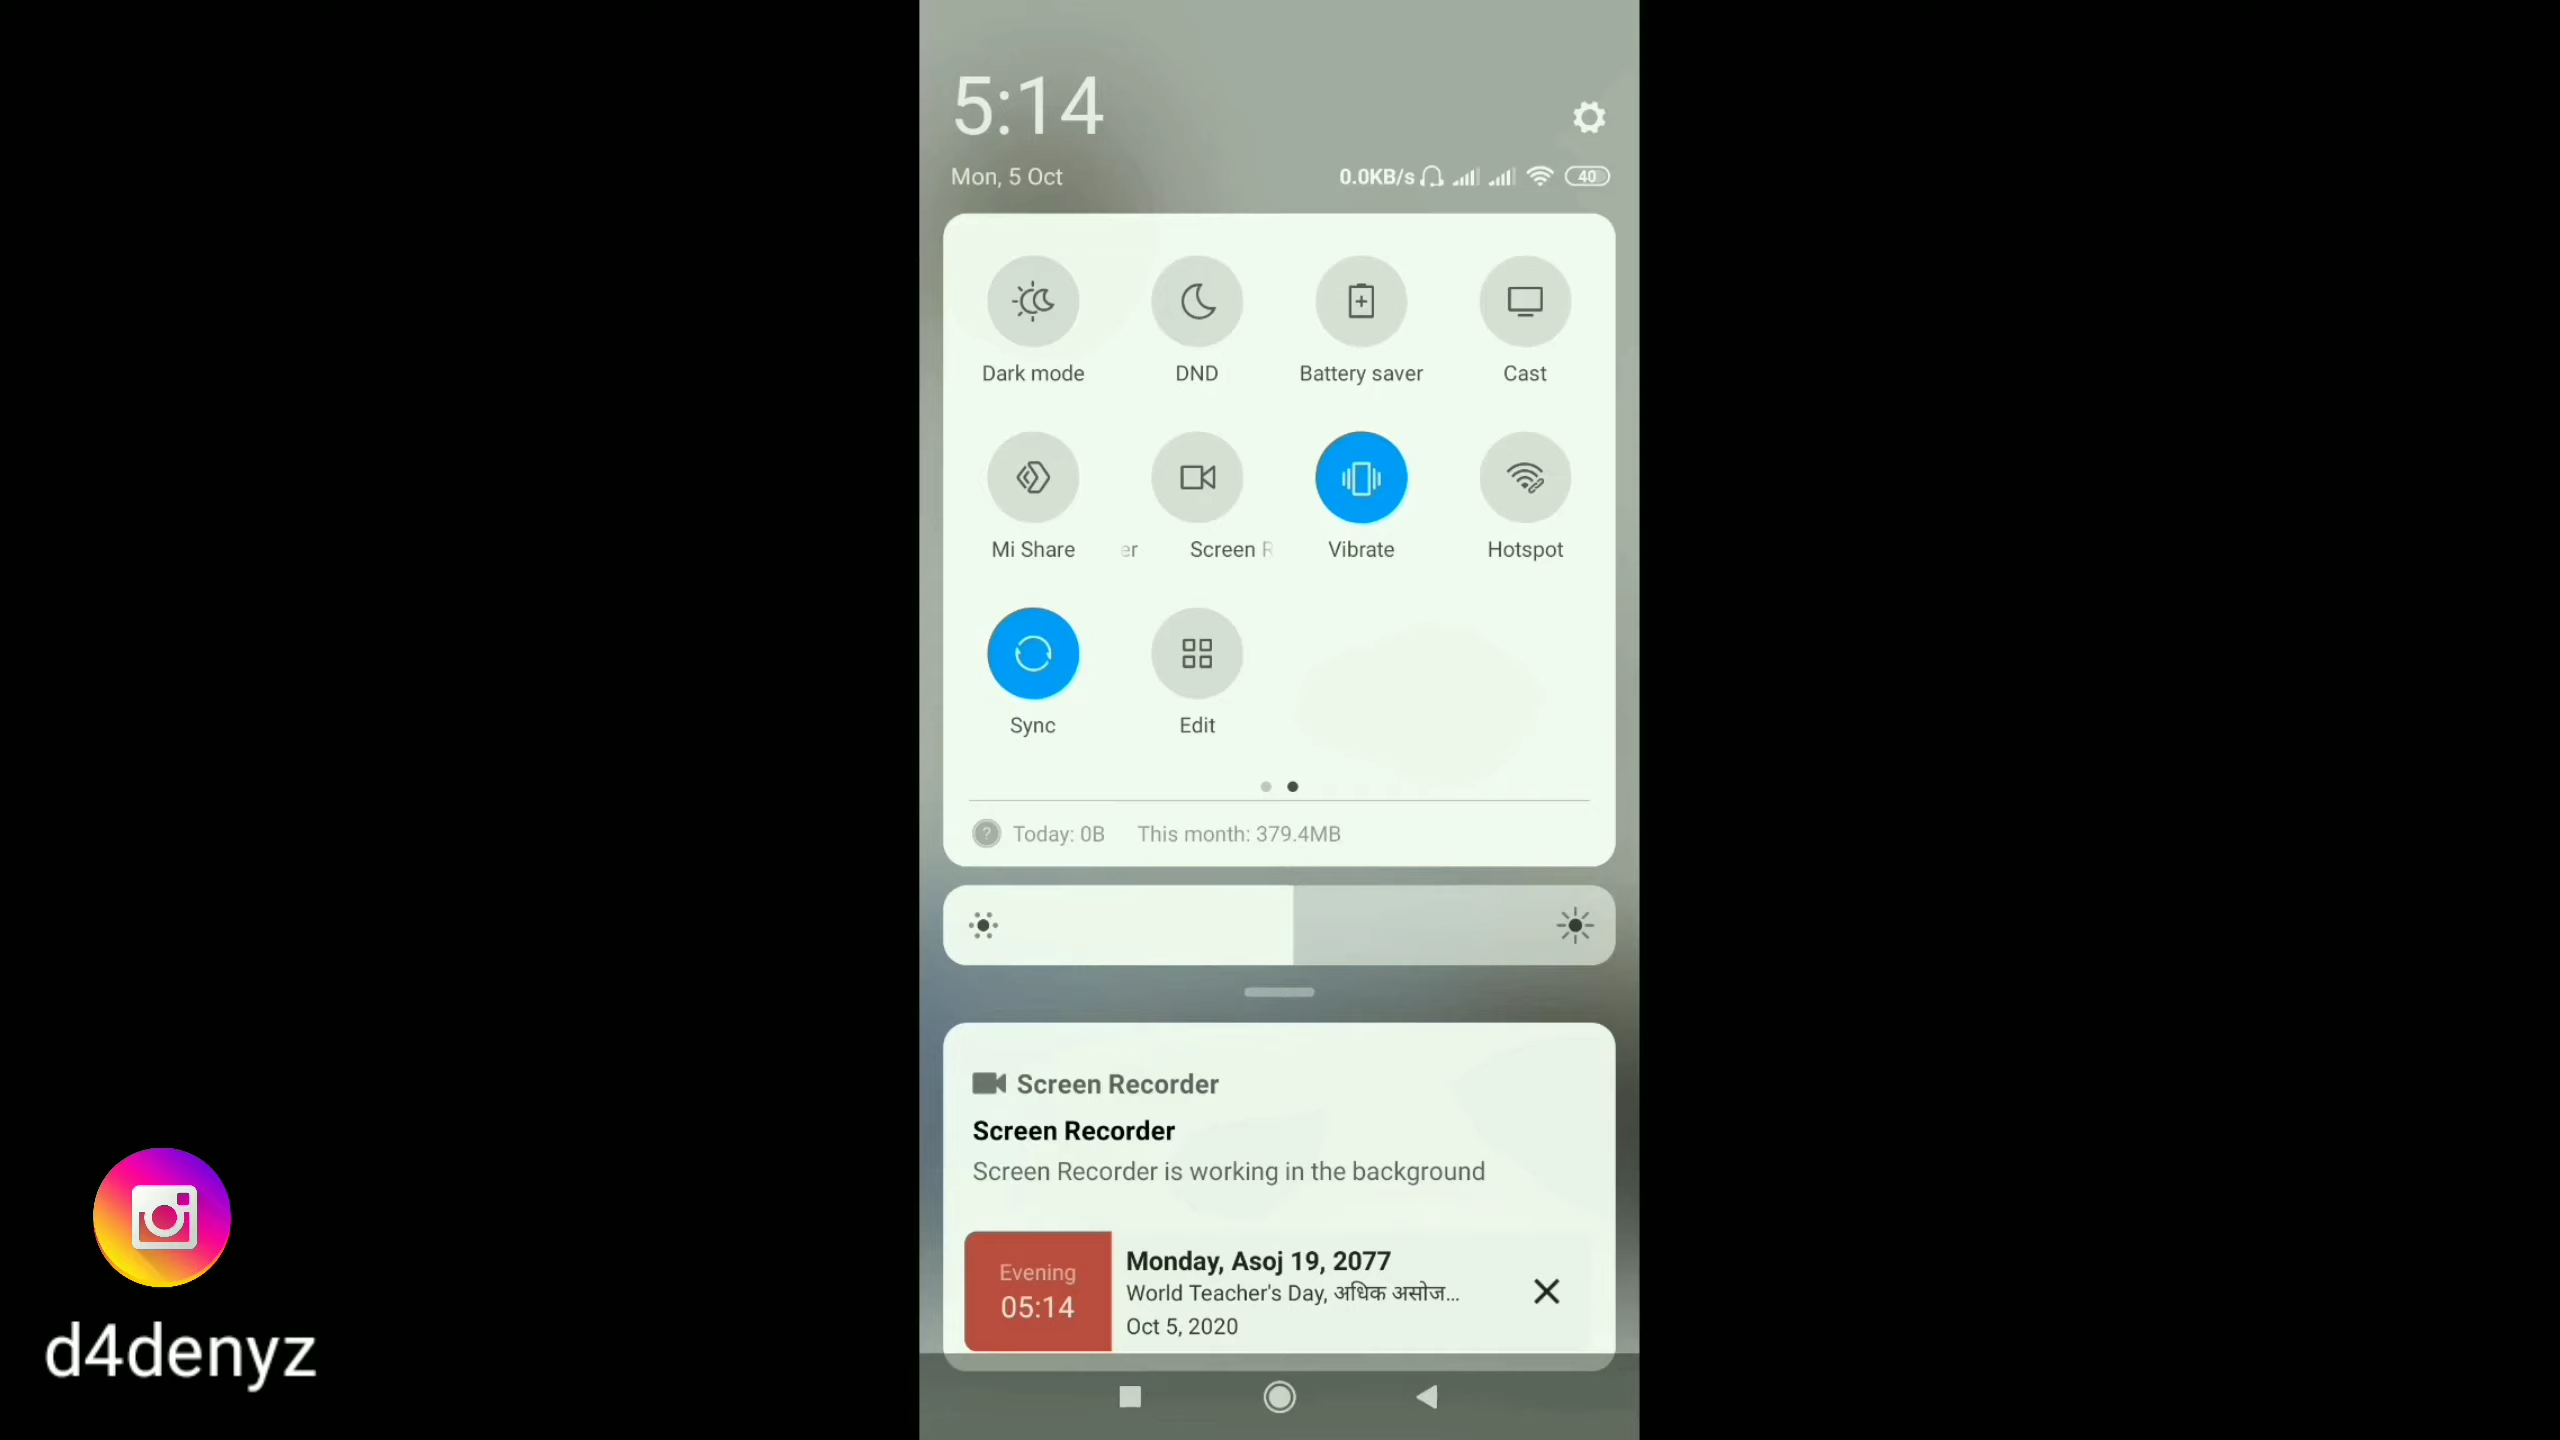 5:14
Mon, 5 Oct
0.0KB/s 40
Dark mode
DND
Battery saver
Cast
Mi Share
er Screen R
Vibrate
Hotspot
Sync
Edit
? Today: 0B This month: 379.4MB
Screen Recorder
Screen Recorder
Screen Recorder is working in the background
Evening
05:14
Monday, Asoj 19, 2077
World Teacher's Day, अधिक असोज...
Oct 5, 2020
d4denyz